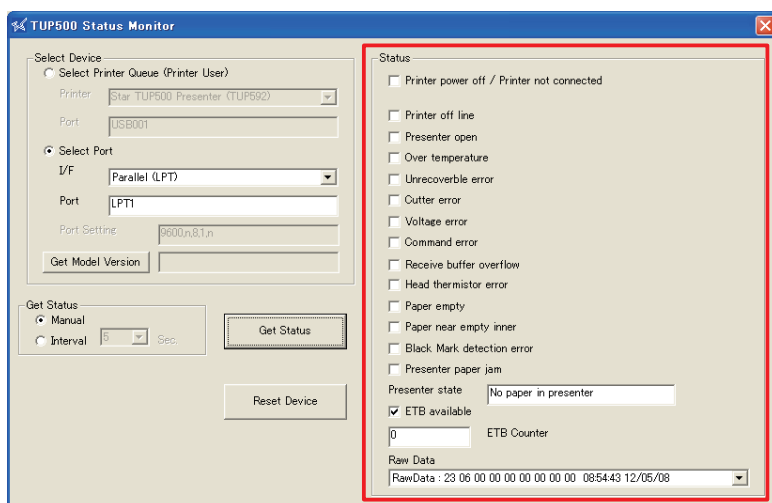 TUP500 Status Monitor
Select Device
Select Printer Queue (Printer User)
Printer
Star TUP500 Presenter (TUP592)
Port
USB001
Select Port
I/F
Parallel (LPT)
Port
LPT1
Port Setting
9600,n,8,1,n
Get Model Version
Get Status
Manual
Interval
5
Sec.
Get Status
Reset Device
Status
Printer power off / Printer not connected
Printer off line
Presenter open
Over temperature
Unrecoverble error
Cutter error
Voltage error
Command error
Receive buffer overflow
Head thermistor error
Paper empty
Paper near empty inner
Black Mark detection error
Presenter paper jam
Presenter state
No paper in presenter
ETB available
0
ETB Counter
Raw Data
RawData : 23 06 00 00 00 00 00 00 00 08:54:43 12/05/08